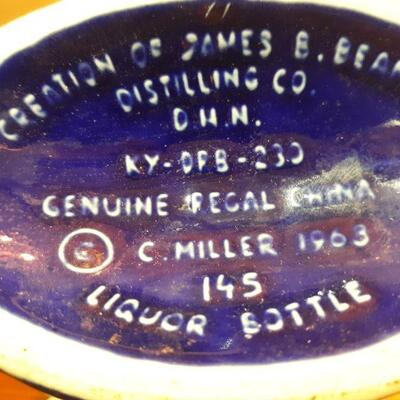 CREATION OF JAMES B. BEAM
DISTILLING CO.
D.H.N.
KY-DPB-230
GENUINE REGAL CHINA
© C. MILLER 1963
145
LIQUOR BOTTLE